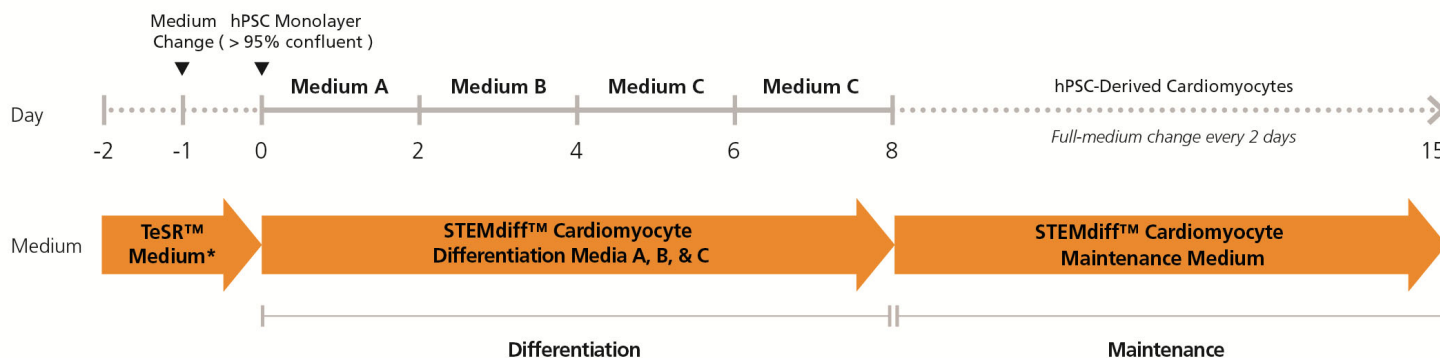 Medium hPSC Monolayer
Change ( > 95% confluent )
Medium A Medium B Medium C Medium C hPSC-Derived Cardiomyocytes
Day
Full-medium change every 2 days
-2 -1 0 2 4 6 8 15
Medium
TeSR™
Medium*
STEMdiff™ Cardiomyocyte
Differentiation Media A, B, & C
STEMdiff™ Cardiomyocyte
Maintenance Medium
Differentiation Maintenance